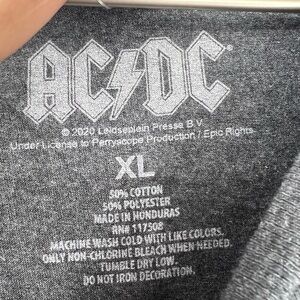 AC⚡DC®
© 2020 Leidseplein Presse B.V.
Under License to Perryscope Production / Epic Rights
XL
50% COTTON
50% POLYESTER
MADE IN HONDURAS
RN# 117508
MACHINE WASH COLD WITH LIKE COLORS.
ONLY NON-CHLORINE BLEACH WHEN NEEDED.
TUMBLE DRY LOW.
DO NOT IRON DECORATION.